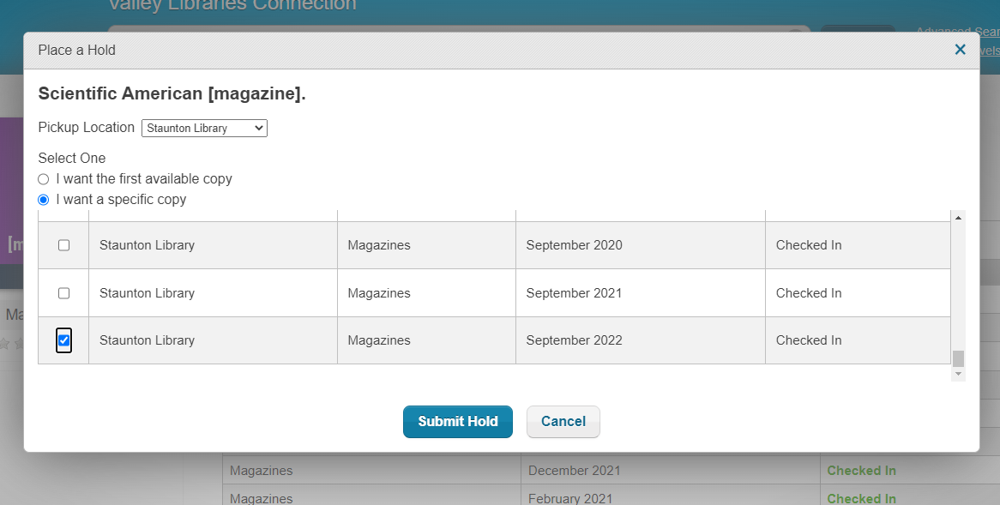 Valley Libraries Connection
Advanced Sear
vels
Place a Hold
Scientific American [magazine].
Pickup Location Staunton Library
Select One
I want the first available copy
I want a specific copy
Staunton Library Magazines September 2020 Checked In
Staunton Library Magazines September 2021 Checked In
Staunton Library Magazines September 2022 Checked In
Submit Hold Cancel
[m
Ma
Magazines December 2021 Checked In
Magazines February 2021 Checked In